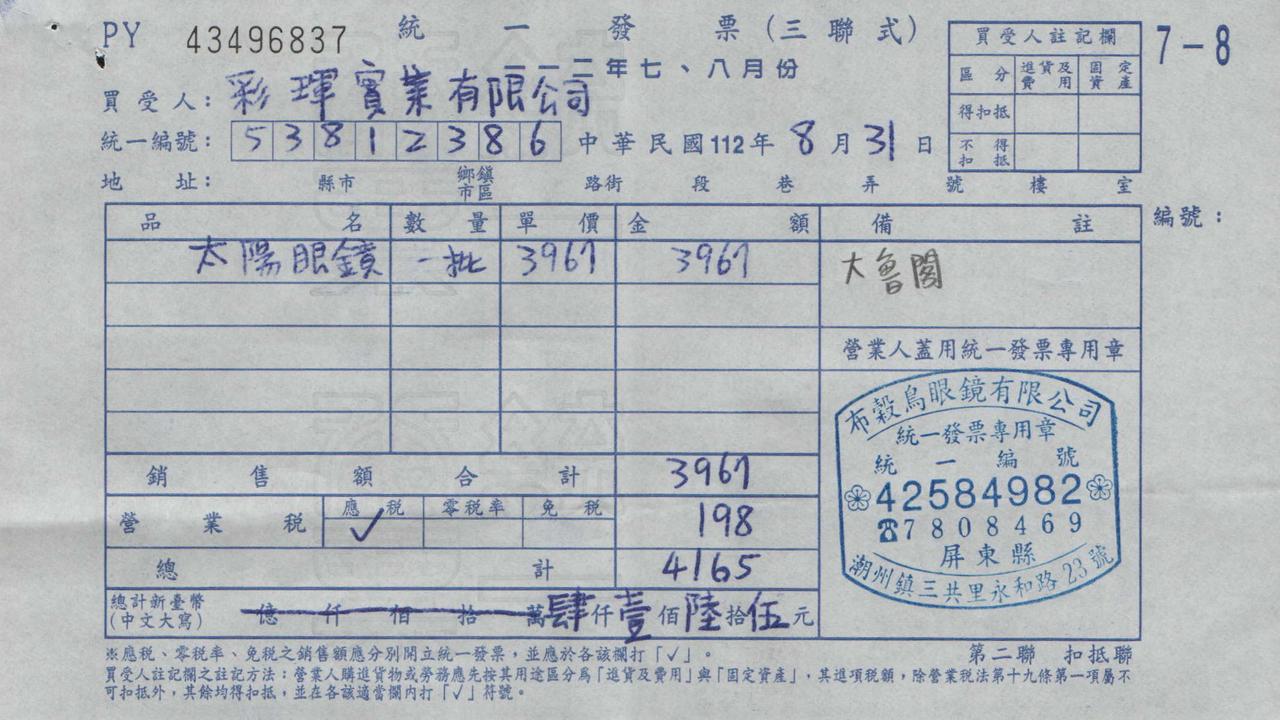 PY 43496837 統一發票(三聯式) 7-8
一一二年七、八月份
買受人註記欄
區分 進貨及費用 固定資產
得扣抵
不得扣抵
買受人: 彩琿實業有限公司
統一編號: 53812386 中華民國112年8月31日
地址: 縣市 鄉鎮市區 路街 段 巷 弄 號 樓 室
編號:
品名 數量 單價 金額 備註
太陽眼鏡 一批 3967 3967 大魯閣
營業人蓋用統一發票專用章
布穀鳥眼鏡有限公司
統一發票專用章
統一編號
42584982
☎7808469
屏東縣
潮州鎮三共里永和路23號
銷售額合計 3967
營業稅 應稅 ✓ 零稅率 免稅 198
總計 4165
總計新臺幣(中文大寫) 億仟佰拾萬肆仟壹佰陸拾伍元
※應稅、零稅率、免稅之銷售額應分別開立統一發票,並應於各該欄打「✓」。 第二聯 扣抵聯
買受人註記欄之註記方法:營業人購進貨物或勞務應先按其用途區分為「進貨及費用」與「固定資產」,其進項稅額,除營業稅法第十九條第一項屬不
可扣抵外,其餘均得扣抵,並在各該適當欄內打「✓」符號。